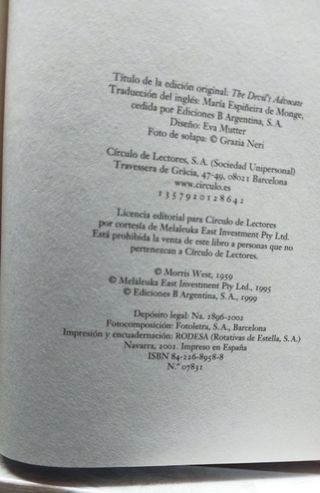 Título de la edición original: The Devil's Advocate
Traducción del inglés: María Espiñeira de Monge,
cedida por Ediciones B Argentina, S.A.
Diseño: Eva Mutter
Foto de solapa: © Grazia Neri
Círculo de Lectores, S.A. (Sociedad Unipersonal)
Travessera de Gràcia, 47-49, 08021 Barcelona
www.circulo.es
1 3 5 7 9 2 0 1 2 8 6 4 2
Licencia editorial para Círculo de Lectores
por cortesía de Melaleuka East Investment Pty Ltd.
Está prohibida la venta de este libro a personas que no
pertenezcan a Círculo de Lectores.
© Morris West, 1959
© Melaleuka East Investment Pty Ltd., 1995
© Ediciones B Argentina, S.A., 1999
Depósito legal: Na. 2896-2002
Fotocomposición: Fotoletra, S.A., Barcelona
Impresión y encuadernación: RODESA (Rotativas de Estella, S.A.)
Navarra, 2002. Impreso en España
ISBN 84-226-8958-8
N.º 07831